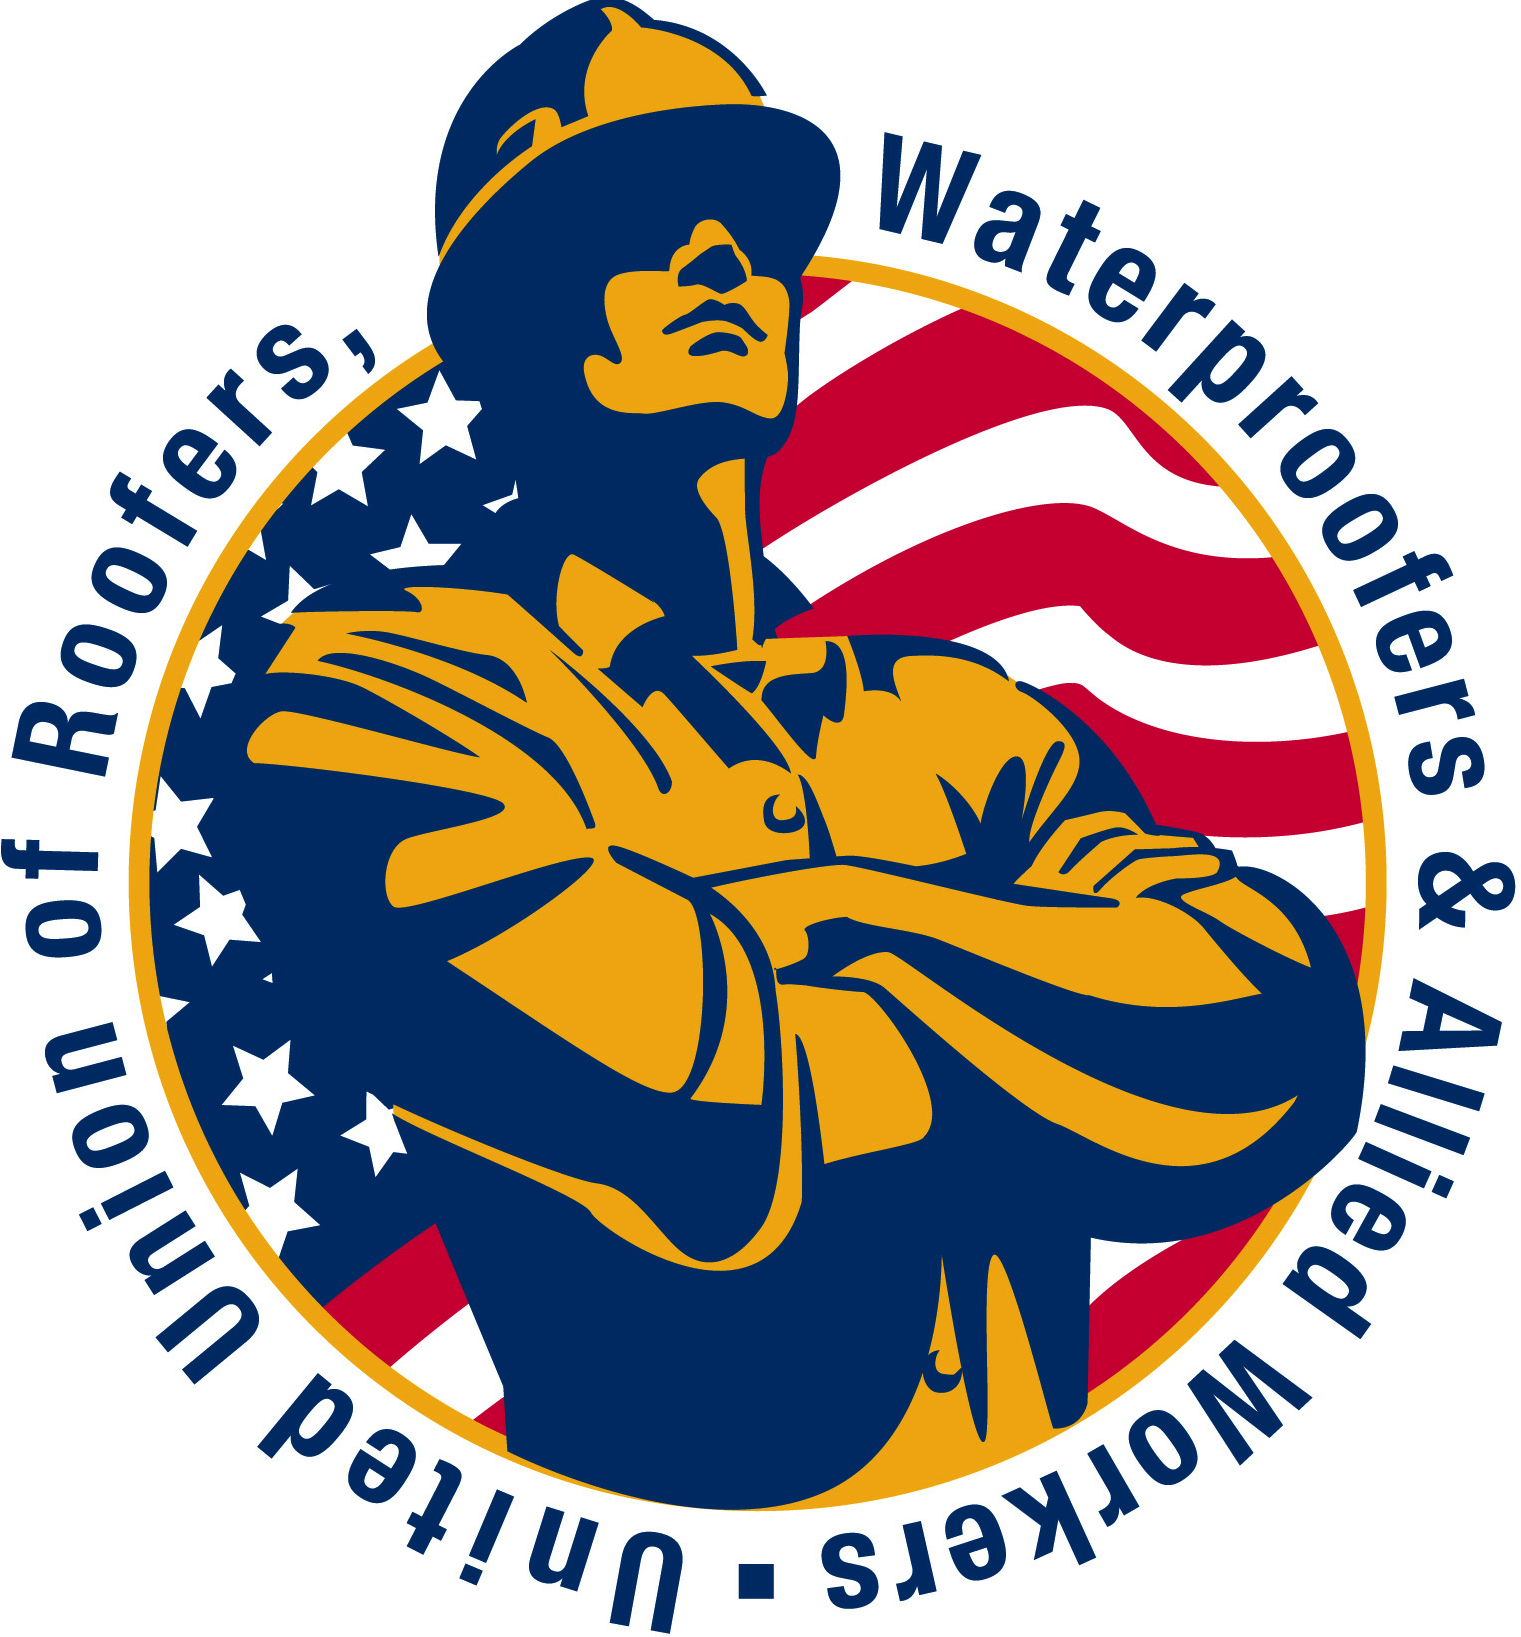 United Union of Roofers, Waterproofers & Allied Workers ▪